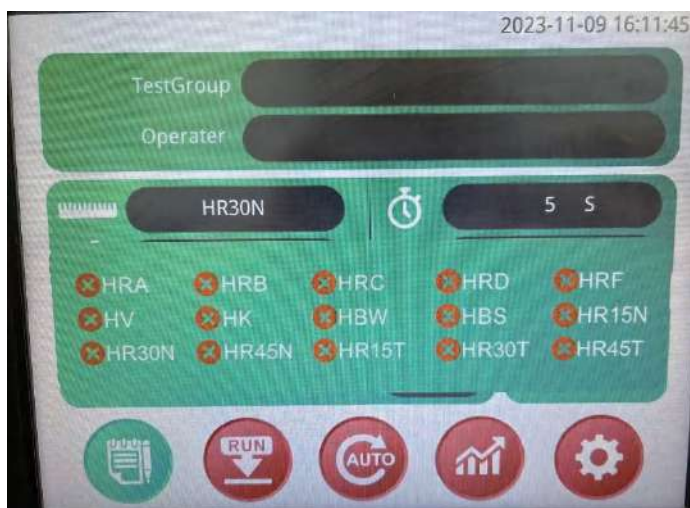 2023-11-09 16:11:45
TestGroup
Operater
HR30N 5 S
HRA HRB HRC HRD HRF
HV HK HBW HBS HR15N
HR30N HR45N HR15T HR30T HR45T
RUN AUTO